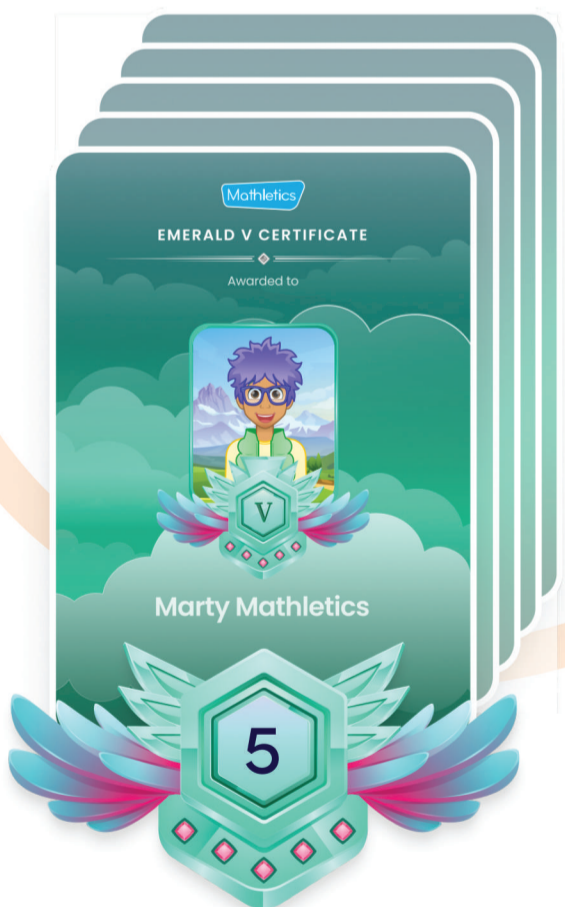 Mathletics
EMERALD V CERTIFICATE
Awarded to
V
Marty Mathletics
5